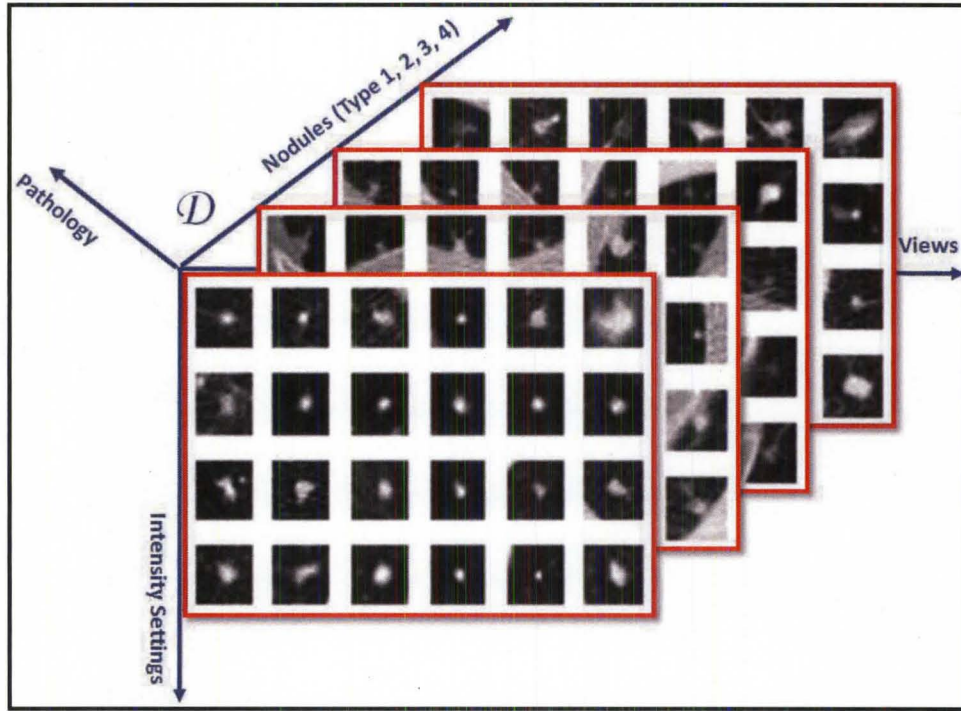 Nodules (Type 1, 2, 3, 4)
Pathology
𝒟
Views
Intensity Settings